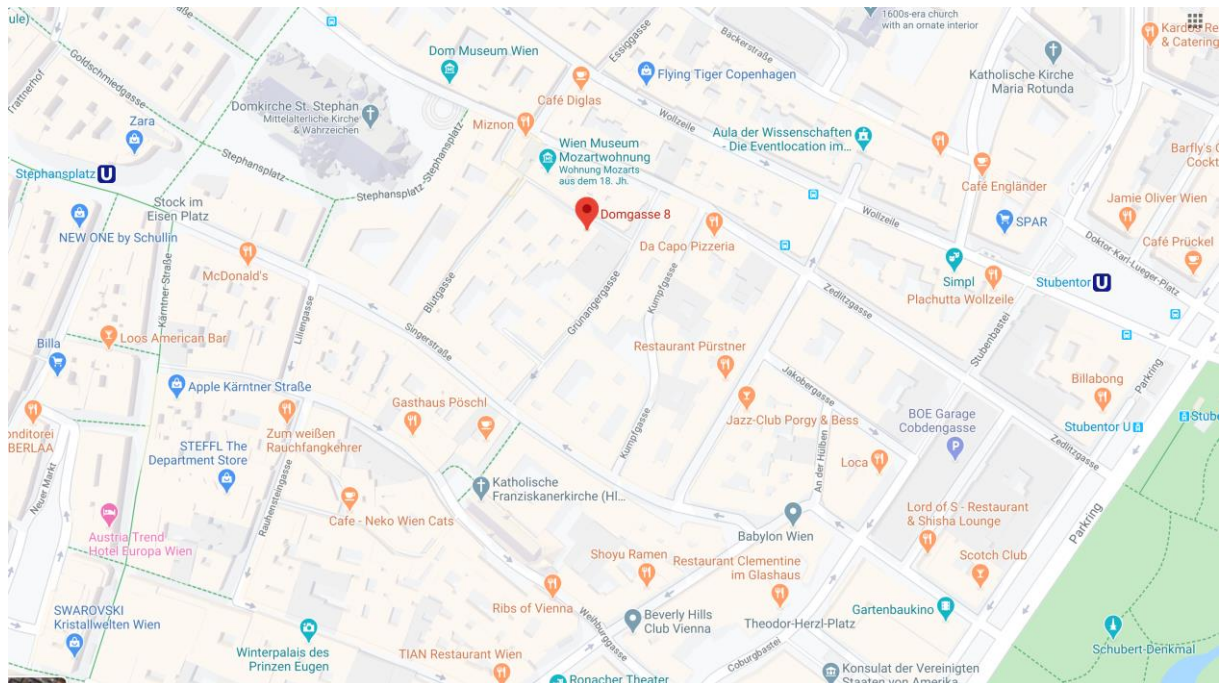 ule)
Goldschmiedgasse
Trattnerhof
Zara
Stephansplatz
U
Stephansplatz
Stock im
Eisen Platz
NEW ONE by Schullin
McDonald's
Kärntner Straße
Domkirche St. Stephan
Mittelalterliche Kirche
& Wahrzeichen
Dom Museum Wien
Stephansplatz-Stephansplatz
Essiggasse
Café Diglas
Miznon
Flying Tiger Copenhagen
Bäckerstraße
1600s-era church
with an ornate interior
Wien Museum
Mozartwohnung
Wohnung Mozarts
aus dem 18. Jh.
Wollzeile
Aula der Wissenschaften
- Die Eventlocation im...
Katholische Kirche
Maria Rotunda
& Catering
Barfly's
Café Engländer
Jamie Oliver Wien
SPAR
Café Prückel
Doktor-Karl-Lueger-Platz
Wollzeile
Domgasse 8
Da Capo Pizzeria
Simpl
Plachutta Wollzeile
Stubentor
U
Zedlitzgasse
Stubenbastei
Blutgasse
Grünangergasse
Kumpfgasse
Singerstraße
Liliengasse
Loos American Bar
Billa
Apple Kärntner Straße
Restaurant Pürstner
Jakobergasse
Billabong
Parkring
Gasthaus Pöschl
Jazz-Club Porgy & Bess
BOE Garage
Cobdengasse
P
Stubentor U
Stube
Zedlitzgasse
onditorei
BERLAA
STEFFL The
Department Store
Zum weißen
Rauchfangkehrer
Kumpfgasse
An der Hülben
Loca
Neuer Markt
Rauhensteingasse
Katholische
Franziskanerkirche (HI...
Cafe - Neko Wien Cats
Austria Trend
Hotel Europa Wien
Babylon Wien
Lord of S - Restaurant
& Shisha Lounge
Parkring
Shoyu Ramen
Restaurant Clementine
im Glashaus
Scotch Club
Ribs of Vienna
Weihburggasse
SWAROVSKI
Kristallwelten Wien
Beverly Hills
Club Vienna
Theodor-Herzl-Platz
Gartenbaukino
Winterpalais des
Prinzen Eugen
TIAN Restaurant Wien
Coburgbastei
Schubert-Denkmal
Ronacher Theater
Konsulat der Vereinigten
Staaten von Amerika